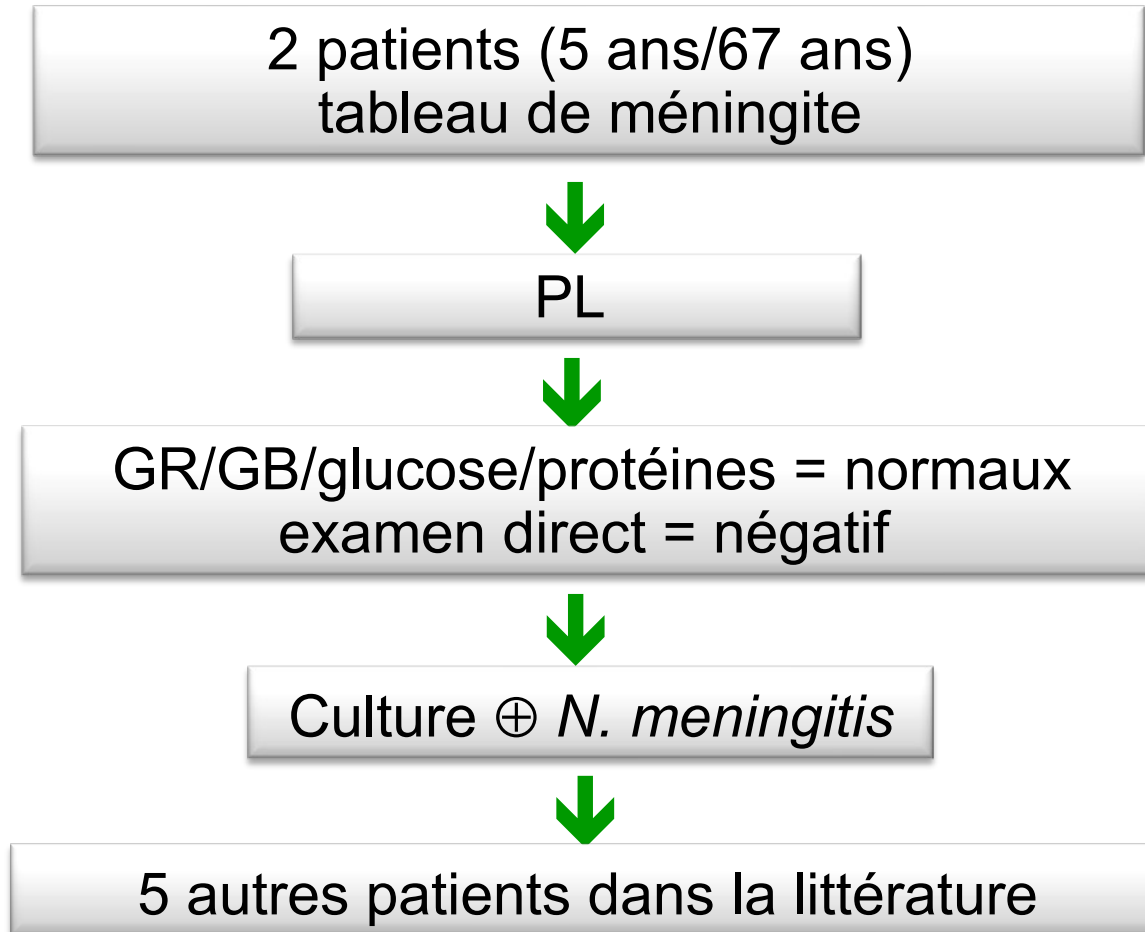 2 patients (5 ans/67 ans)
tableau de méningite
PL
GR/GB/glucose/protéines = normaux
examen direct = négatif
Culture ⊕ N. meningitis
5 autres patients dans la littérature